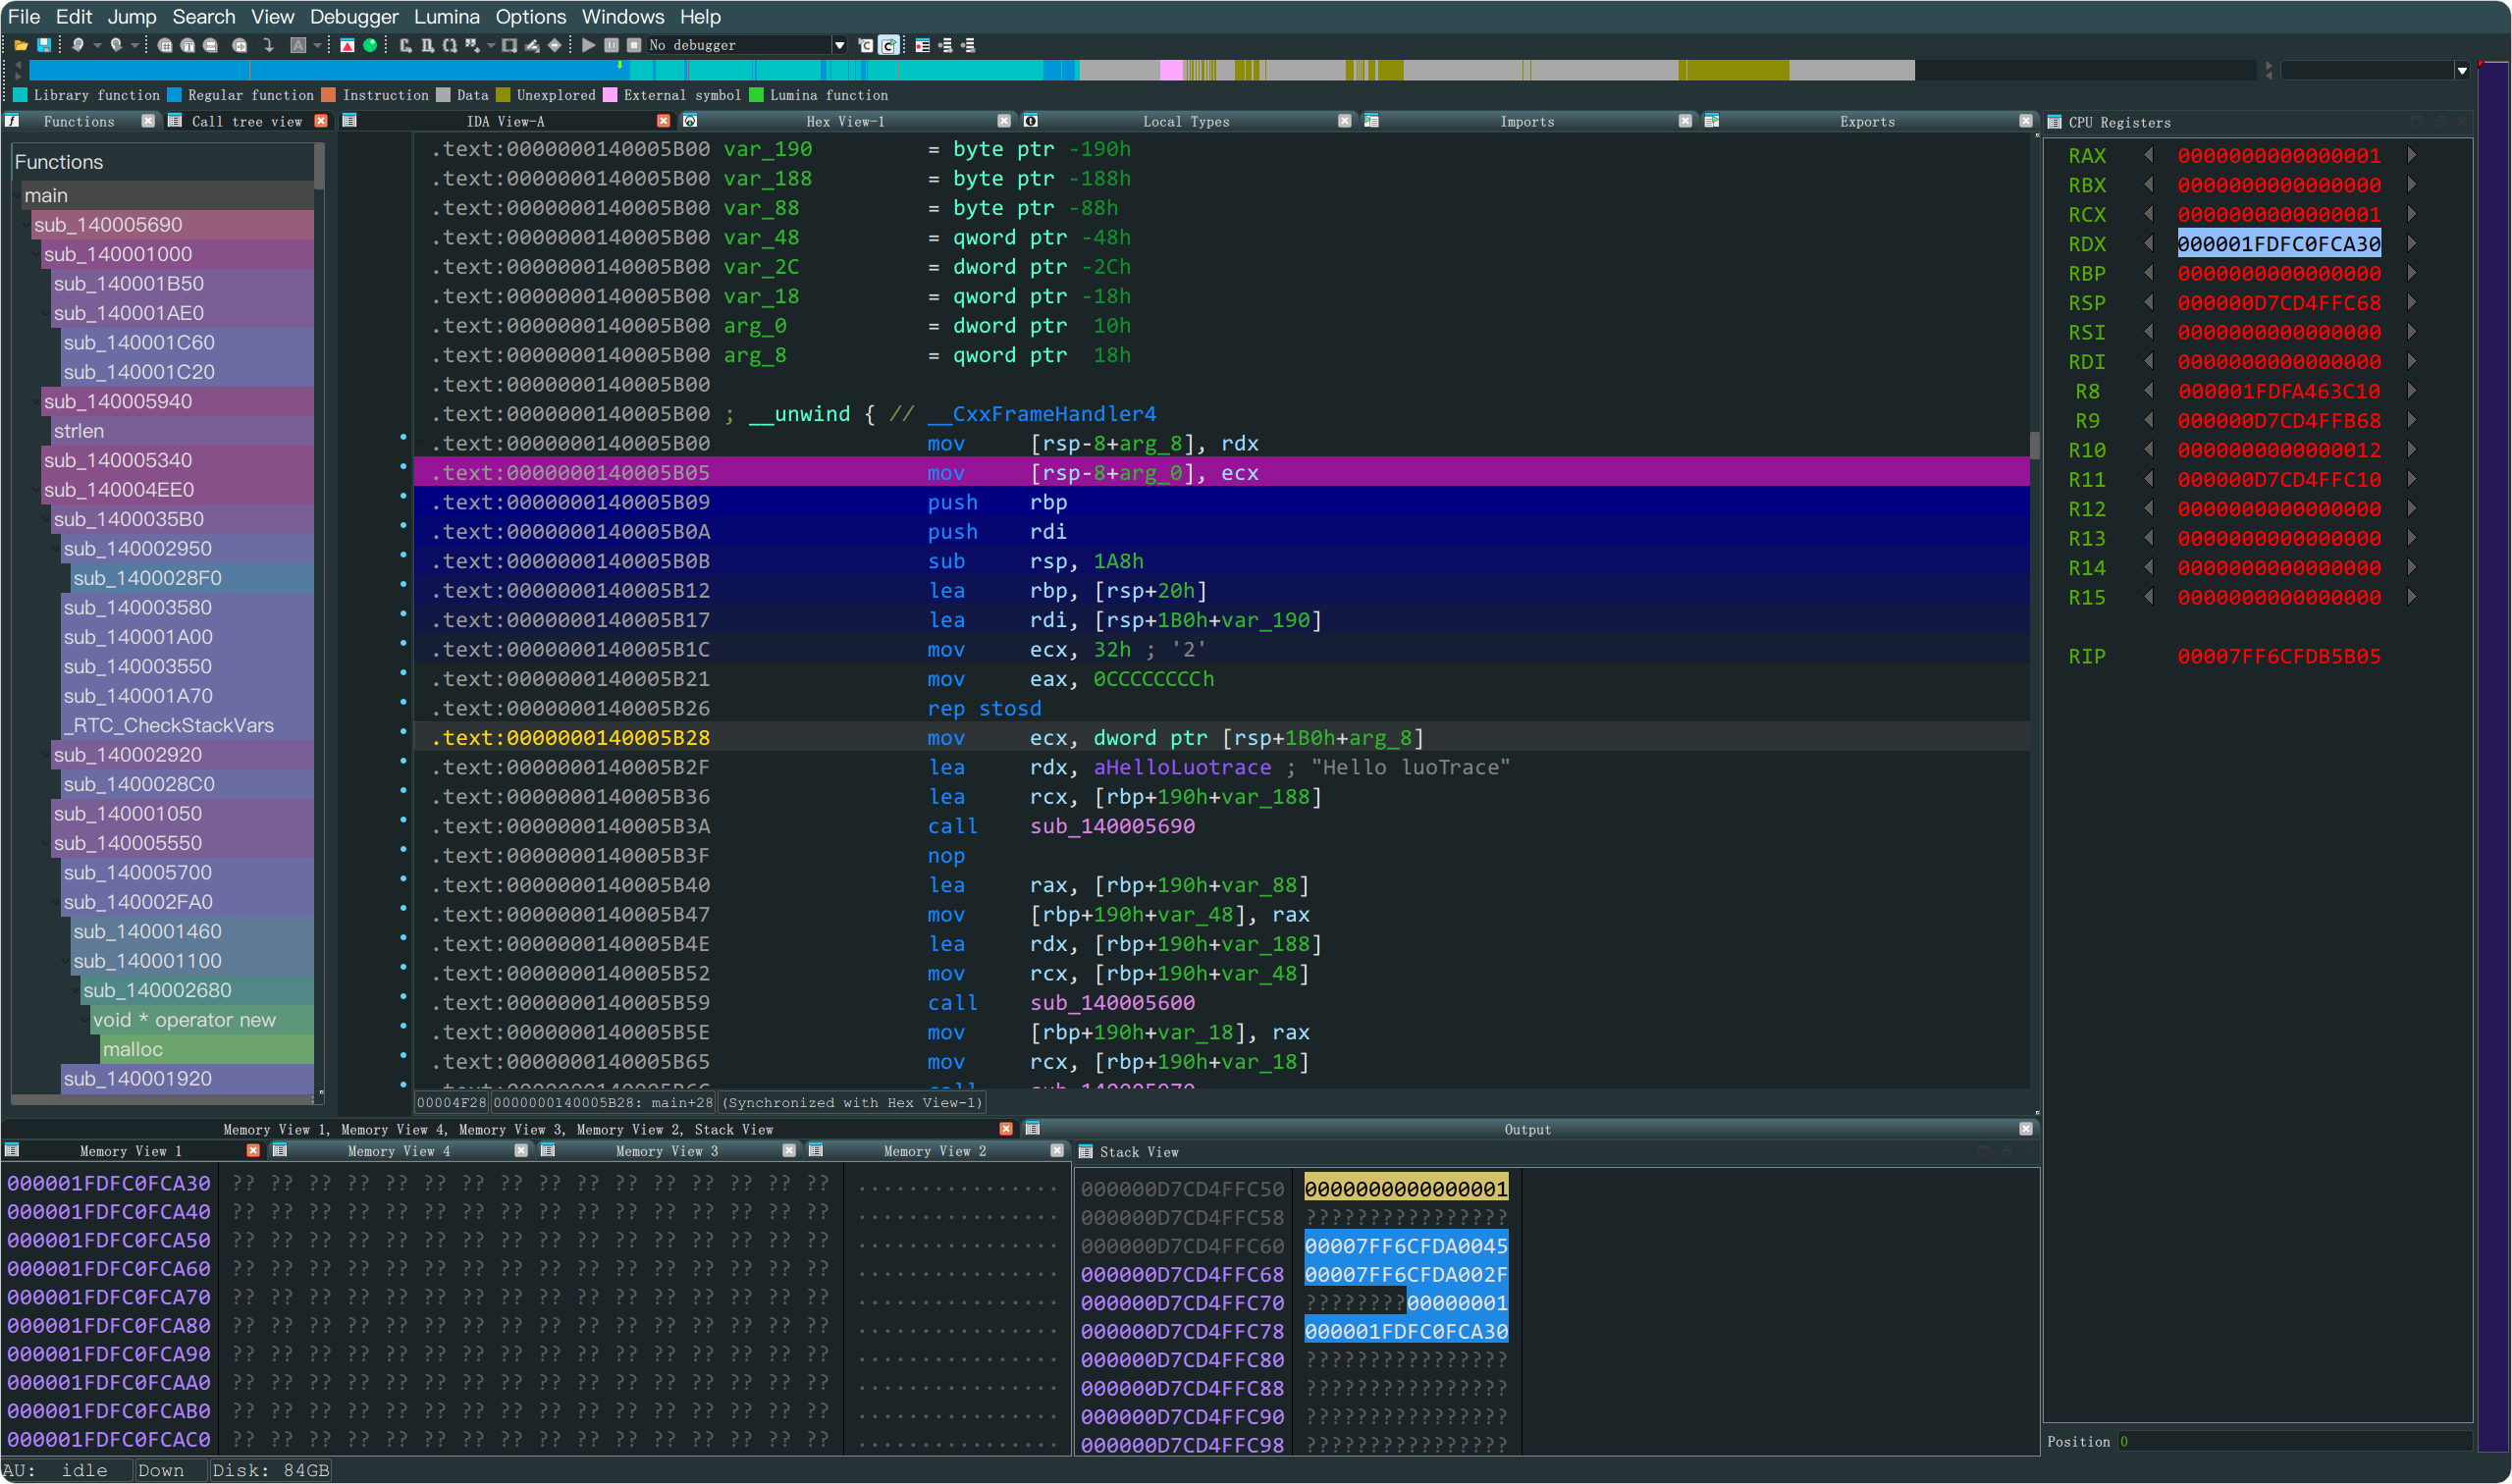 File Edit Jump Search View Debugger Lumina Options Windows Help
No debugger
Library function Regular function Instruction Data Unexplored External symbol Lumina function
Functions Call tree view IDA View-A Hex View-1 Local Types Imports Exports CPU Registers
Functions
main
sub_140005690
sub_140001000
sub_140001B50
sub_140001AE0
sub_140001C60
sub_140001C20
sub_140005940
strlen
sub_140005340
sub_140004EE0
sub_1400035B0
sub_140002950
sub_1400028F0
sub_140003580
sub_140001A00
sub_140003550
sub_140001A70
_RTC_CheckStackVars
sub_140002920
sub_1400028C0
sub_140001050
sub_140005550
sub_140005700
sub_140002FA0
sub_140001460
sub_140001100
sub_140002680
void * operator new
malloc
sub_140001920
.text:0000000140005B00 var_190 = byte ptr -190h
.text:0000000140005B00 var_188 = byte ptr -188h
.text:0000000140005B00 var_88 = byte ptr -88h
.text:0000000140005B00 var_48 = qword ptr -48h
.text:0000000140005B00 var_2C = dword ptr -2Ch
.text:0000000140005B00 var_18 = qword ptr -18h
.text:0000000140005B00 arg_0 = dword ptr 10h
.text:0000000140005B00 arg_8 = qword ptr 18h
.text:0000000140005B00
.text:0000000140005B00 ; __unwind { // __CxxFrameHandler4
.text:0000000140005B00 mov [rsp-8+arg_8], rdx
.text:0000000140005B05 mov [rsp-8+arg_0], ecx
.text:0000000140005B09 push rbp
.text:0000000140005B0A push rdi
.text:0000000140005B0B sub rsp, 1A8h
.text:0000000140005B12 lea rbp, [rsp+20h]
.text:0000000140005B17 lea rdi, [rsp+1B0h+var_190]
.text:0000000140005B1C mov ecx, 32h ; '2'
.text:0000000140005B21 mov eax, 0CCCCCCCCh
.text:0000000140005B26 rep stosd
.text:0000000140005B28 mov ecx, dword ptr [rsp+1B0h+arg_8]
.text:0000000140005B2F lea rdx, aHelloLuotrace ; "Hello luoTrace"
.text:0000000140005B36 lea rcx, [rbp+190h+var_188]
.text:0000000140005B3A call sub_140005690
.text:0000000140005B3F nop
.text:0000000140005B40 lea rax, [rbp+190h+var_88]
.text:0000000140005B47 mov [rbp+190h+var_48], rax
.text:0000000140005B4E lea rdx, [rbp+190h+var_188]
.text:0000000140005B52 mov rcx, [rbp+190h+var_48]
.text:0000000140005B59 call sub_140005600
.text:0000000140005B5E mov [rbp+190h+var_18], rax
.text:0000000140005B65 mov rcx, [rbp+190h+var_18]
00004F28 0000000140005B28: main+28 (Synchronized with Hex View-1)
RAX 0000000000000001
RBX 0000000000000000
RCX 0000000000000001
RDX 000001FDFC0FCA30
RBP 0000000000000000
RSP 000000D7CD4FFC68
RSI 0000000000000000
RDI 0000000000000000
R8 000001FDFA463C10
R9 000000D7CD4FFB68
R10 0000000000000012
R11 000000D7CD4FFC10
R12 0000000000000000
R13 0000000000000000
R14 0000000000000000
R15 0000000000000000
RIP 00007FF6CFDB5B05
Position 0
Memory View 1, Memory View 4, Memory View 3, Memory View 2, Stack View
Output
Memory View 1 Memory View 4 Memory View 3 Memory View 2
000001FDFC0FCA30 ?? ?? ?? ?? ?? ?? ?? ?? ?? ?? ?? ?? ?? ?? ?? ?? ................
000001FDFC0FCA40 ?? ?? ?? ?? ?? ?? ?? ?? ?? ?? ?? ?? ?? ?? ?? ?? ................
000001FDFC0FCA50 ?? ?? ?? ?? ?? ?? ?? ?? ?? ?? ?? ?? ?? ?? ?? ?? ................
000001FDFC0FCA60 ?? ?? ?? ?? ?? ?? ?? ?? ?? ?? ?? ?? ?? ?? ?? ?? ................
000001FDFC0FCA70 ?? ?? ?? ?? ?? ?? ?? ?? ?? ?? ?? ?? ?? ?? ?? ?? ................
000001FDFC0FCA80 ?? ?? ?? ?? ?? ?? ?? ?? ?? ?? ?? ?? ?? ?? ?? ?? ................
000001FDFC0FCA90 ?? ?? ?? ?? ?? ?? ?? ?? ?? ?? ?? ?? ?? ?? ?? ?? ................
000001FDFC0FCAA0 ?? ?? ?? ?? ?? ?? ?? ?? ?? ?? ?? ?? ?? ?? ?? ?? ................
000001FDFC0FCAB0 ?? ?? ?? ?? ?? ?? ?? ?? ?? ?? ?? ?? ?? ?? ?? ?? ................
000001FDFC0FCAC0 ?? ?? ?? ?? ?? ?? ?? ?? ?? ?? ?? ?? ?? ?? ?? ?? ................
Stack View
000000D7CD4FFC50 0000000000000001
000000D7CD4FFC58 ????????????????
000000D7CD4FFC60 00007FF6CFDA0045
000000D7CD4FFC68 00007FF6CFDA002F
000000D7CD4FFC70 ????????00000001
000000D7CD4FFC78 000001FDFC0FCA30
000000D7CD4FFC80 ????????????????
000000D7CD4FFC88 ????????????????
000000D7CD4FFC90 ????????????????
000000D7CD4FFC98 ????????????????
AU: idle Down Disk: 84GB